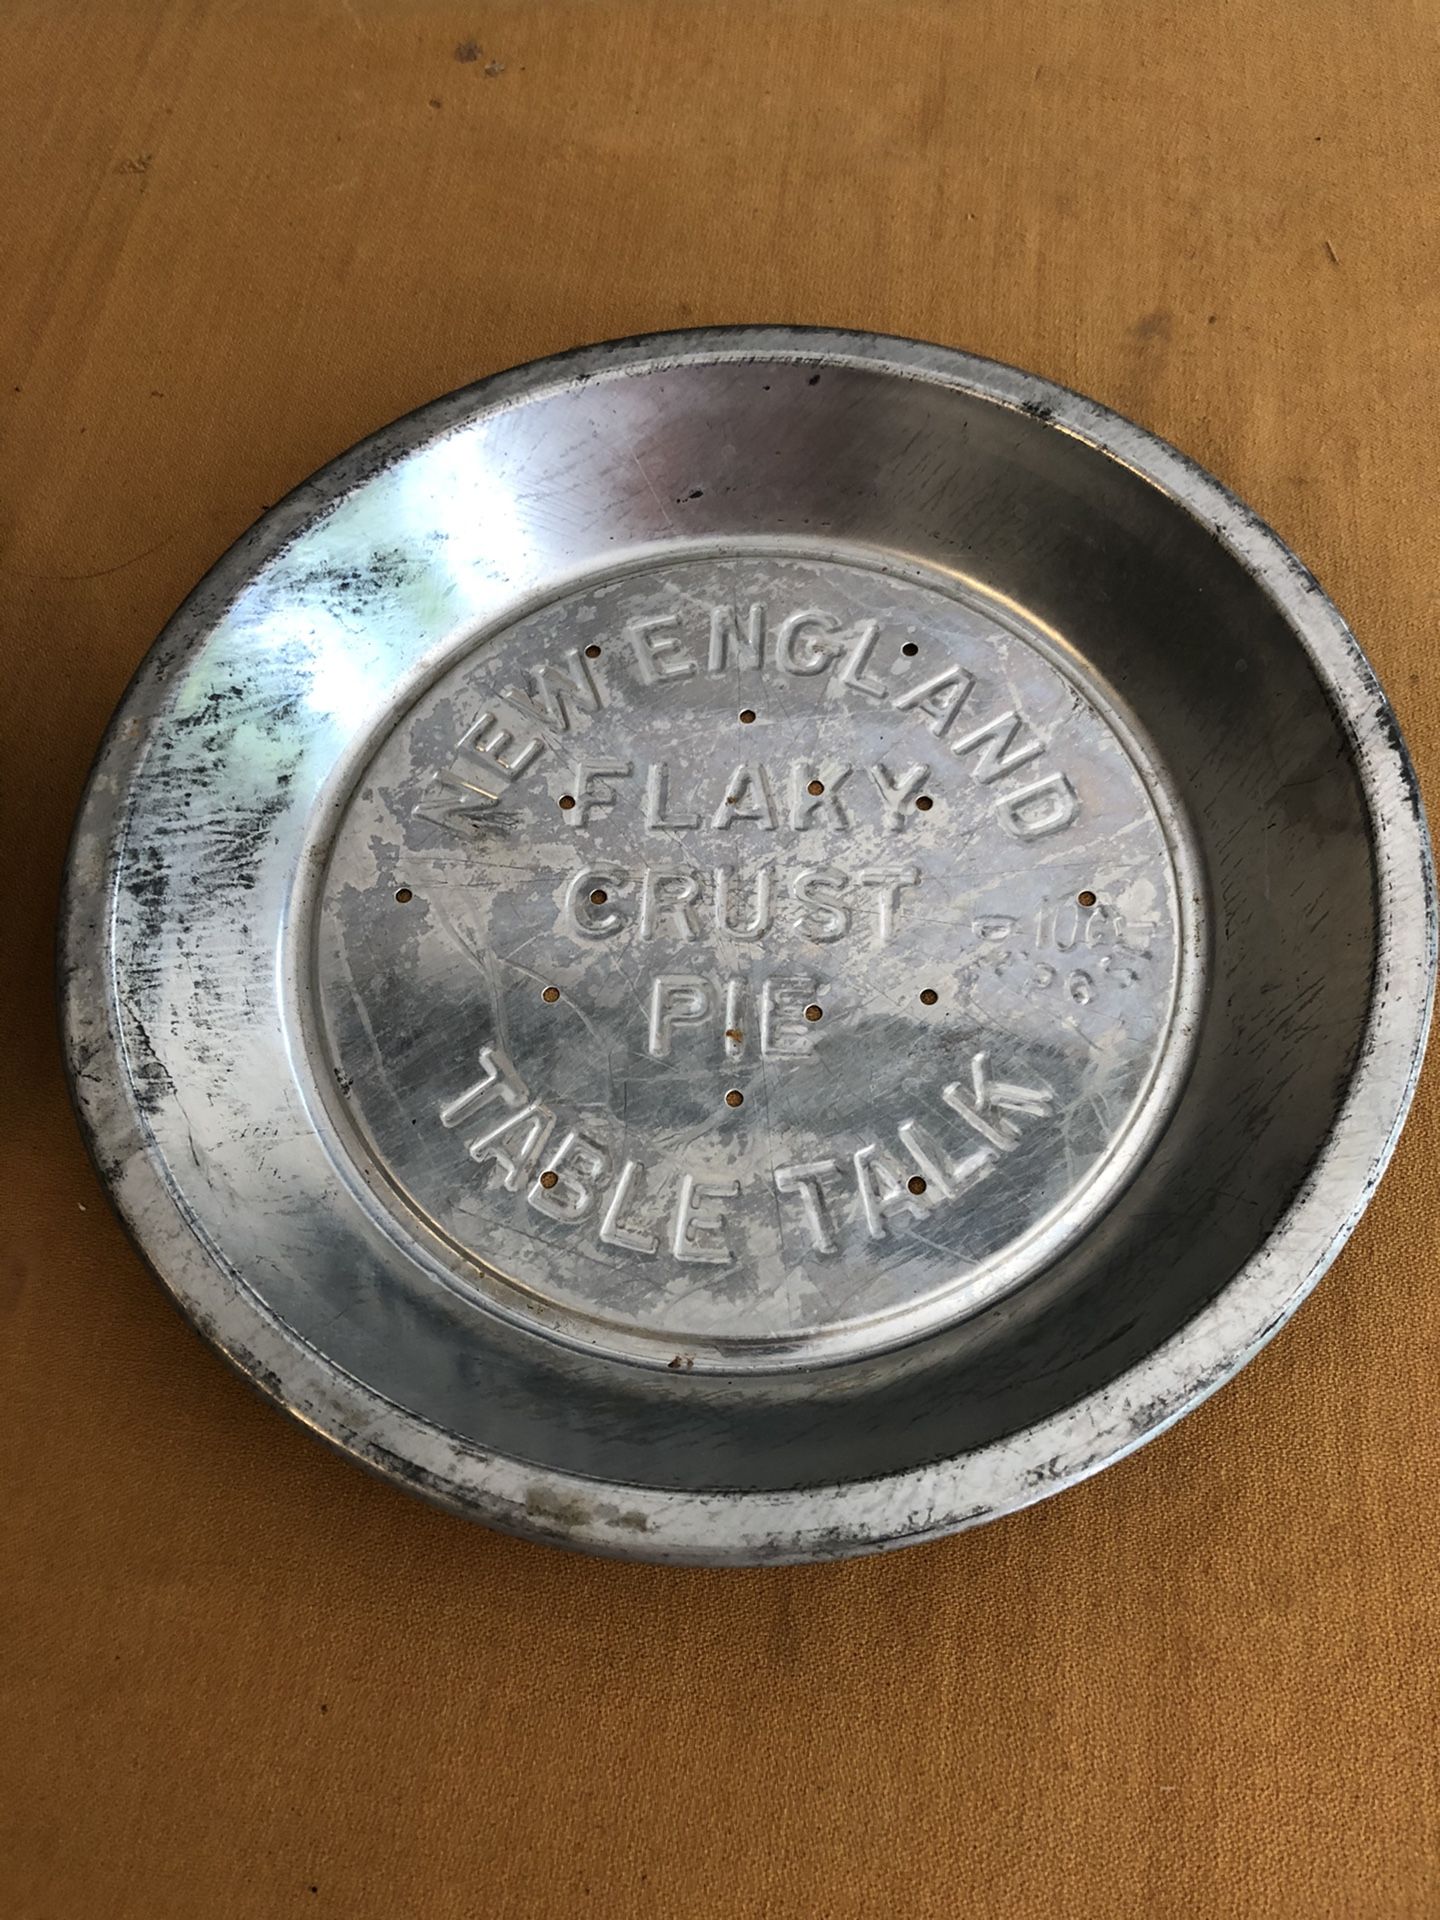 NEW ENGLAND
FLAKY
CRUST
PIE
TABLE TALK